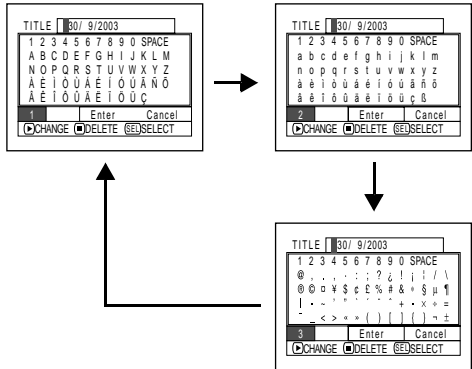 TITLE 30/ 9/2003
1 2 3 4 5 6 7 8 9 0 SPACE
A B C D E F G H I J K L M
N O P Q R S T U V W X Y Z
À È Ì Ò Ù Á É Í Ó Ú Ã Ñ Õ
Â Ê Î Ô Û Ä Ë Ï Ö Ü Ç
1 Enter Cancel
CHANGE DELETE SEL SELECT
TITLE 30/ 9/2003
1 2 3 4 5 6 7 8 9 0 SPACE
a b c d e f g h i j k l m
n o p q r s t u v w x y z
à è ì ò ù á é í ó ú ã ñ õ
â ê î ô û ä ë ï ö ü ç ß
2 Enter Cancel
CHANGE DELETE SEL SELECT
TITLE 30/ 9/2003
1 2 3 4 5 6 7 8 9 0 SPACE
@ , . ‚ · : ; ? ¿ ! ¡ ¦ / \
® © ¤ ¥ $ ¢ £ % # & ° § µ ¶
+ • × ÷ =
_ < > « » ( ) [ ] { } ¬ ±
3 Enter Cancel
CHANGE DELETE SEL SELECT